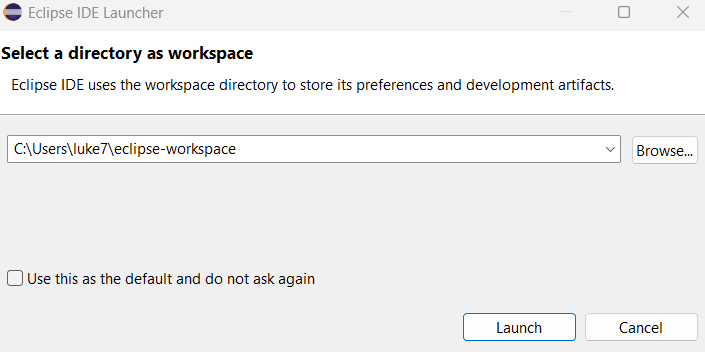 Eclipse IDE Launcher
Select a directory as workspace
Eclipse IDE uses the workspace directory to store its preferences and development artifacts.
C:\Users\luke7\eclipse-workspace
Browse...
Use this as the default and do not ask again
Launch
Cancel